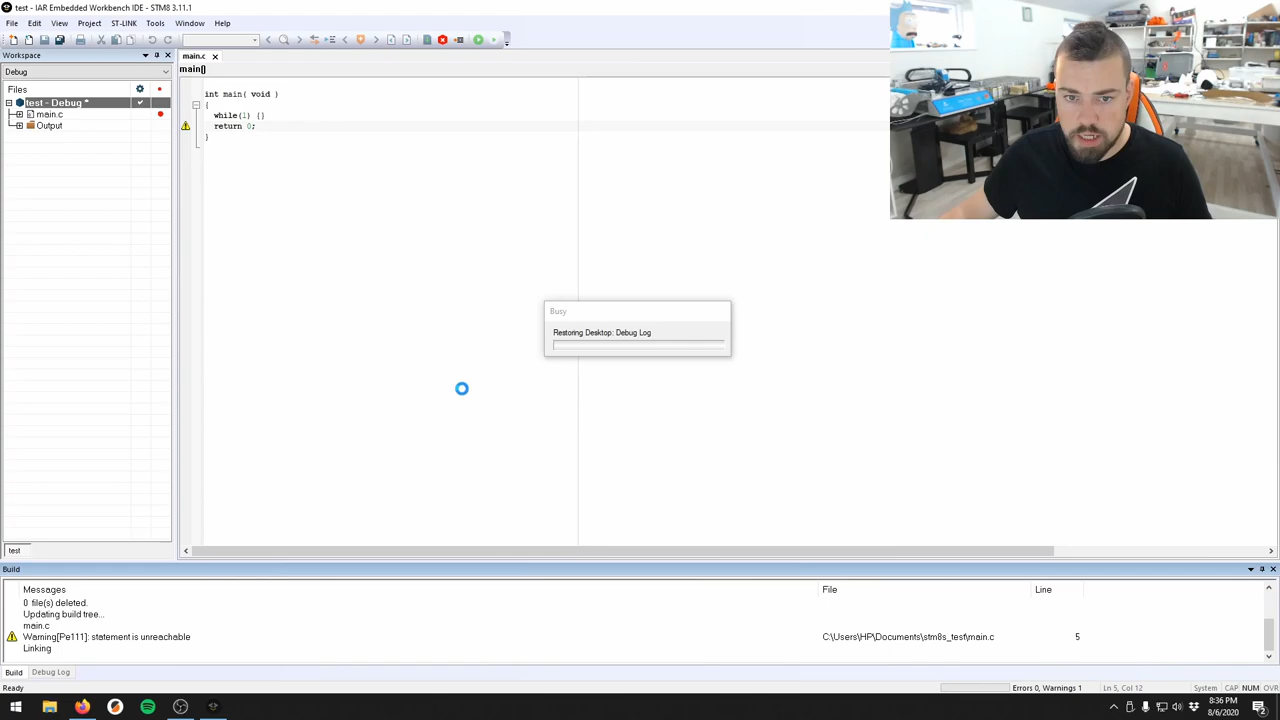 test - IAR Embedded Workbench IDE - STM8 3.11.1
File Edit View Project ST-LINK Tools Window Help
Workspace
main.c
main()
Debug
Files
test - Debug *
main.c
Output
int main( void )
{
while(1) {}
return 0;
}
Busy
Restoring Desktop: Debug Log
test
Build
Messages File Line
0 file(s) deleted.
Updating build tree...
main.c
Warning[Pe111]: statement is unreachable C:\Users\HP\Documents\stm8s_test\main.c 5
Linking
Build Debug Log
Ready Errors 0, Warnings 1 Ln 5, Col 12 System CAP NUM OVR
8:36 PM
8/6/2020
2